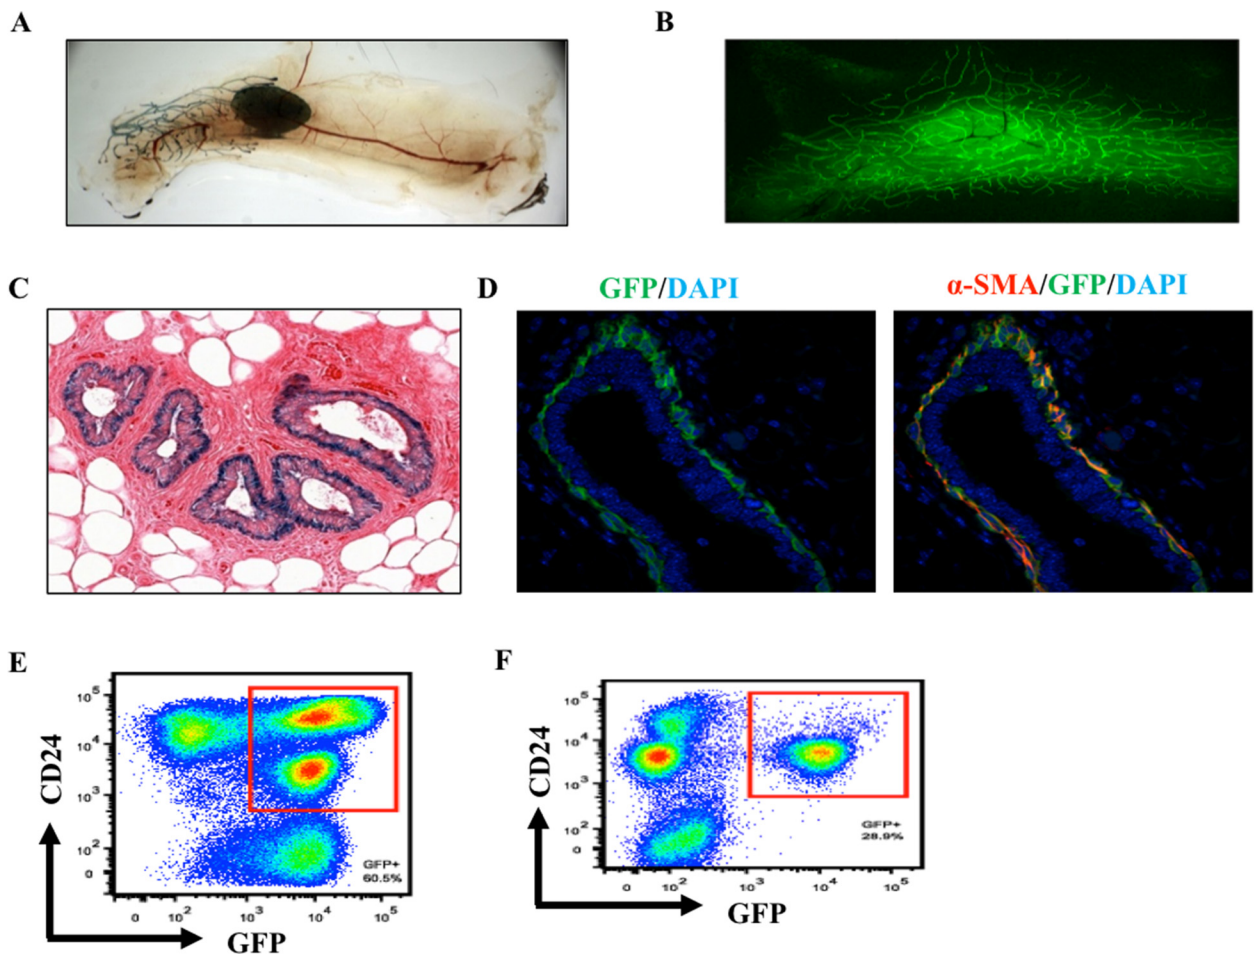 A
B
C
D
GFP/DAPI
α-SMA/GFP/DAPI
E
10⁵
10⁴
10³
10²
0
CD24
GFP+
60.5%
0 10² 10³ 10⁴ 10⁵
GFP
F
10⁵
10⁴
10³
10²
0
CD24
GFP+
28.9%
0 10² 10³ 10⁴ 10⁵
GFP